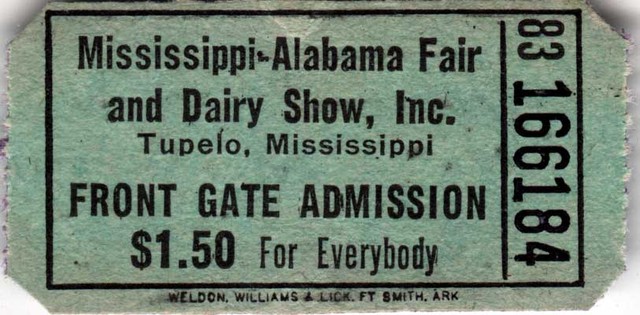 Mississippi-Alabama Fair
and Dairy Show, Inc.
Tupelo, Mississippi
FRONT GATE ADMISSION
$1.50 For Everybody
WELDON, WILLIAMS & LICK, FT SMITH, ARK
83 166184